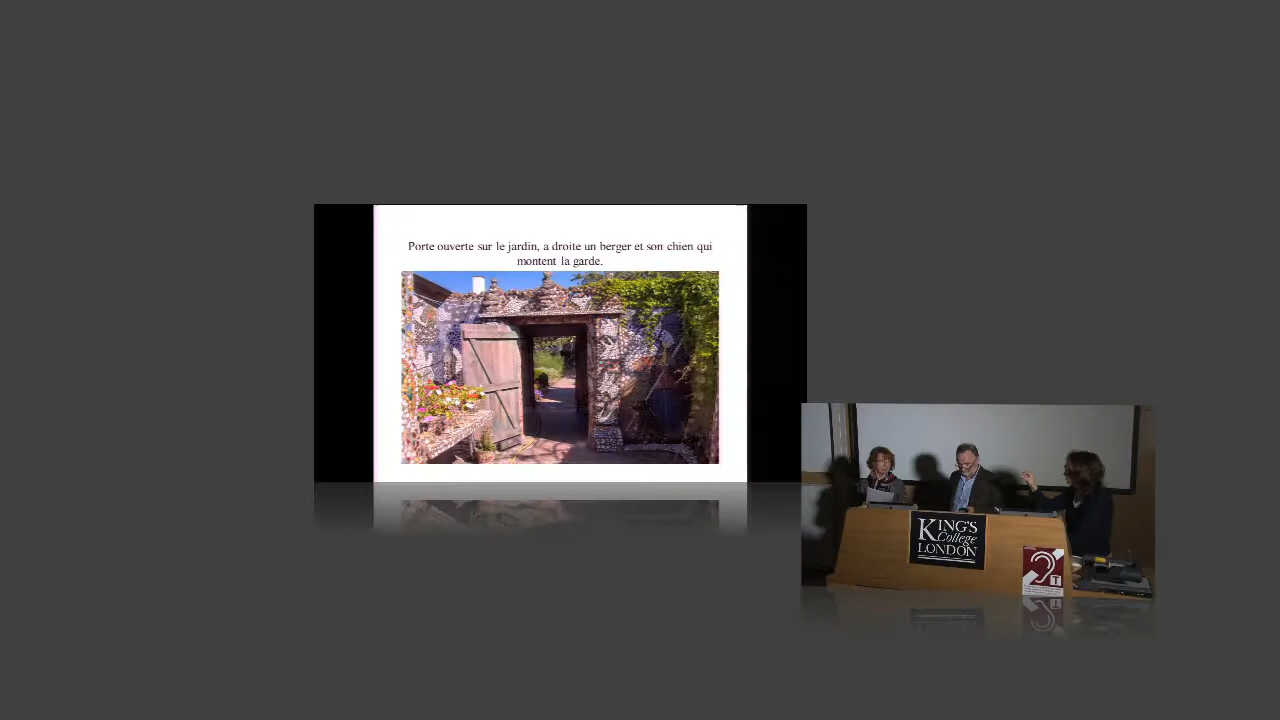 Porte ouverte sur le jardin, a droite un berger et son chien qui
montent la garde.
KING'S
College
LONDON
T